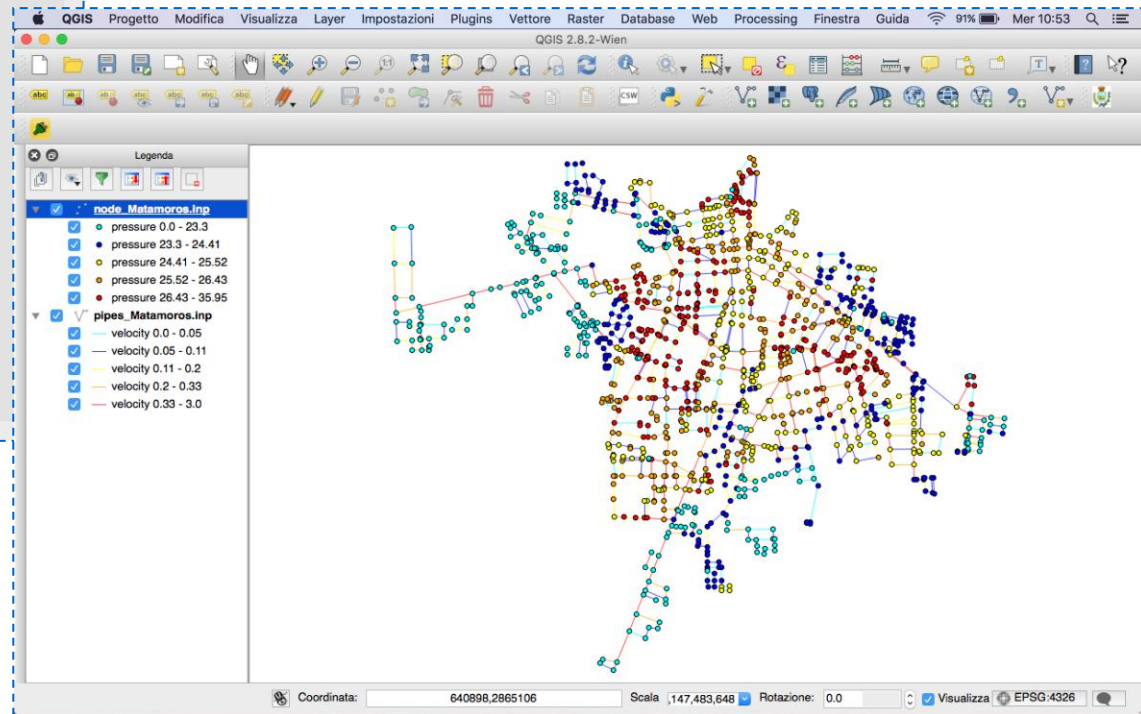 QGIS Progetto Modifica Visualizza Layer Impostazioni Plugins Vettore Raster Database Web Processing Finestra Guida 91% Mer 10:53
QGIS 2.8.2-Wien
Legenda
node_Matamoros.inp
pressure 0.0 - 23.3
pressure 23.3 - 24.41
pressure 24.41 - 25.52
pressure 25.52 - 26.43
pressure 26.43 - 35.95
pipes_Matamoros.inp
velocity 0.0 - 0.05
velocity 0.05 - 0.11
velocity 0.11 - 0.2
velocity 0.2 - 0.33
velocity 0.33 - 3.0
Coordinata: 640898,2865106 Scala ,147,483,648 Rotazione: 0.0 Visualizza EPSG:4326